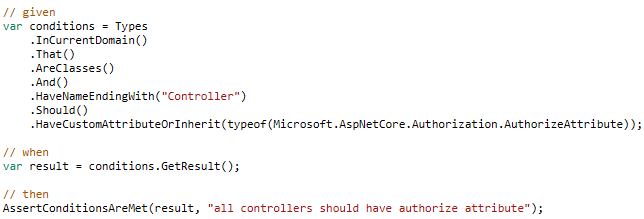 // given
var conditions = Types
    .InCurrentDomain()
    .That()
    .AreClasses()
    .And()
    .HaveNameEndingWith("Controller")
    .Should()
    .HaveCustomAttributeOrInherit(typeof(Microsoft.AspNetCore.Authorization.AuthorizeAttribute));

// when
var result = conditions.GetResult();

// then
AssertConditionsAreMet(result, "all controllers should have authorize attribute");